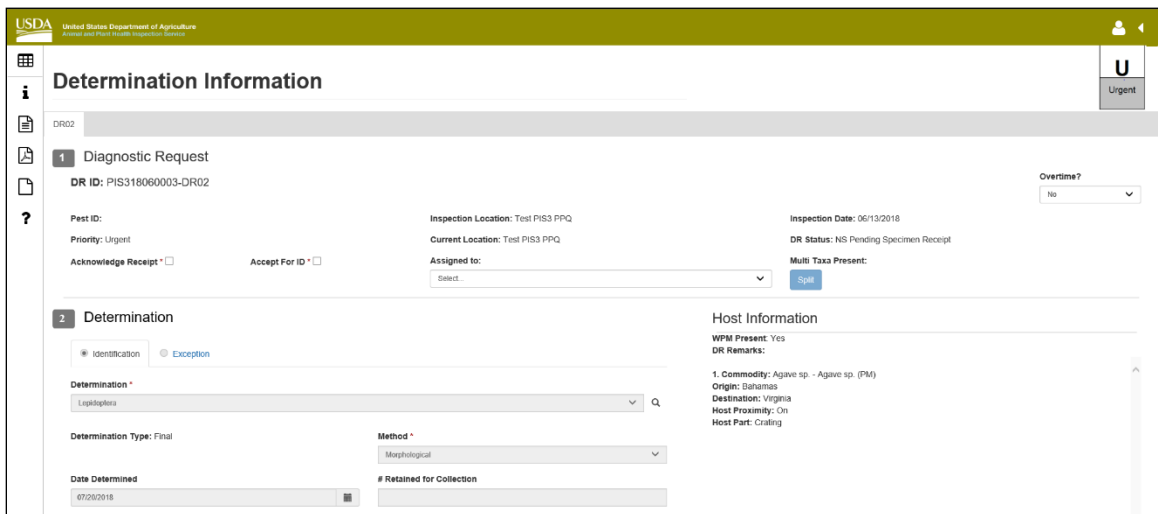 USDA United States Department of Agriculture
Animal and Plant Health Inspection Service
Determination Information
U
Urgent
DR02
1 Diagnostic Request
DR ID: PIS318060003-DR02
Overtime?
No
Pest ID:
Inspection Location: Test PIS3 PPQ
Inspection Date: 06/13/2018
Priority: Urgent
Current Location: Test PIS3 PPQ
DR Status: NS Pending Specimen Receipt
Acknowledge Receipt *
Accept For ID *
Assigned to:
Multi Taxa Present:
Select...
Split
2 Determination
Host Information
WPM Present: Yes
DR Remarks:
Identification
Exception
1. Commodity: Agave sp. - Agave sp. (PM)
Origin: Bahamas
Destination: Virginia
Host Proximity: On
Host Part: Crating
Determination *
Lepidoptera
Determination Type: Final
Method *
Morphological
Date Determined
# Retained for Collection
07/20/2018